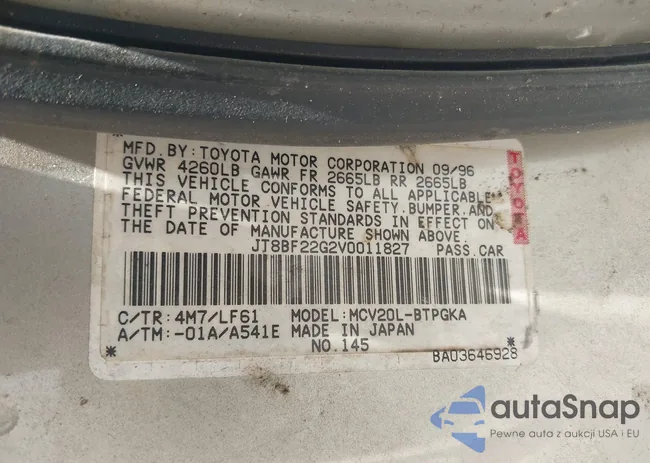 MFD.BY:TOYOTA MOTOR CORPORATION 09/96
GVWR 4260LB GAWR FR 2665LB RR 2665LB
THIS VEHICLE CONFORMS TO ALL APPLICABLE
FEDERAL MOTOR VEHICLE SAFETY,BUMPER,AND
THEFT PREVENTION STANDARDS IN EFFECT ON
THE DATE OF MANUFACTURE SHOWN ABOVE.
JT8BF22G2V0011827 PASS.CAR
TOYOTA
C/TR:4M7/LF61 MODEL:MCV20L-BTPGKA
A/TM:-01A/A541E MADE IN JAPAN
* NO.145 BA03646928 *
autaSnap
Pewne auta z aukcji USA i EU